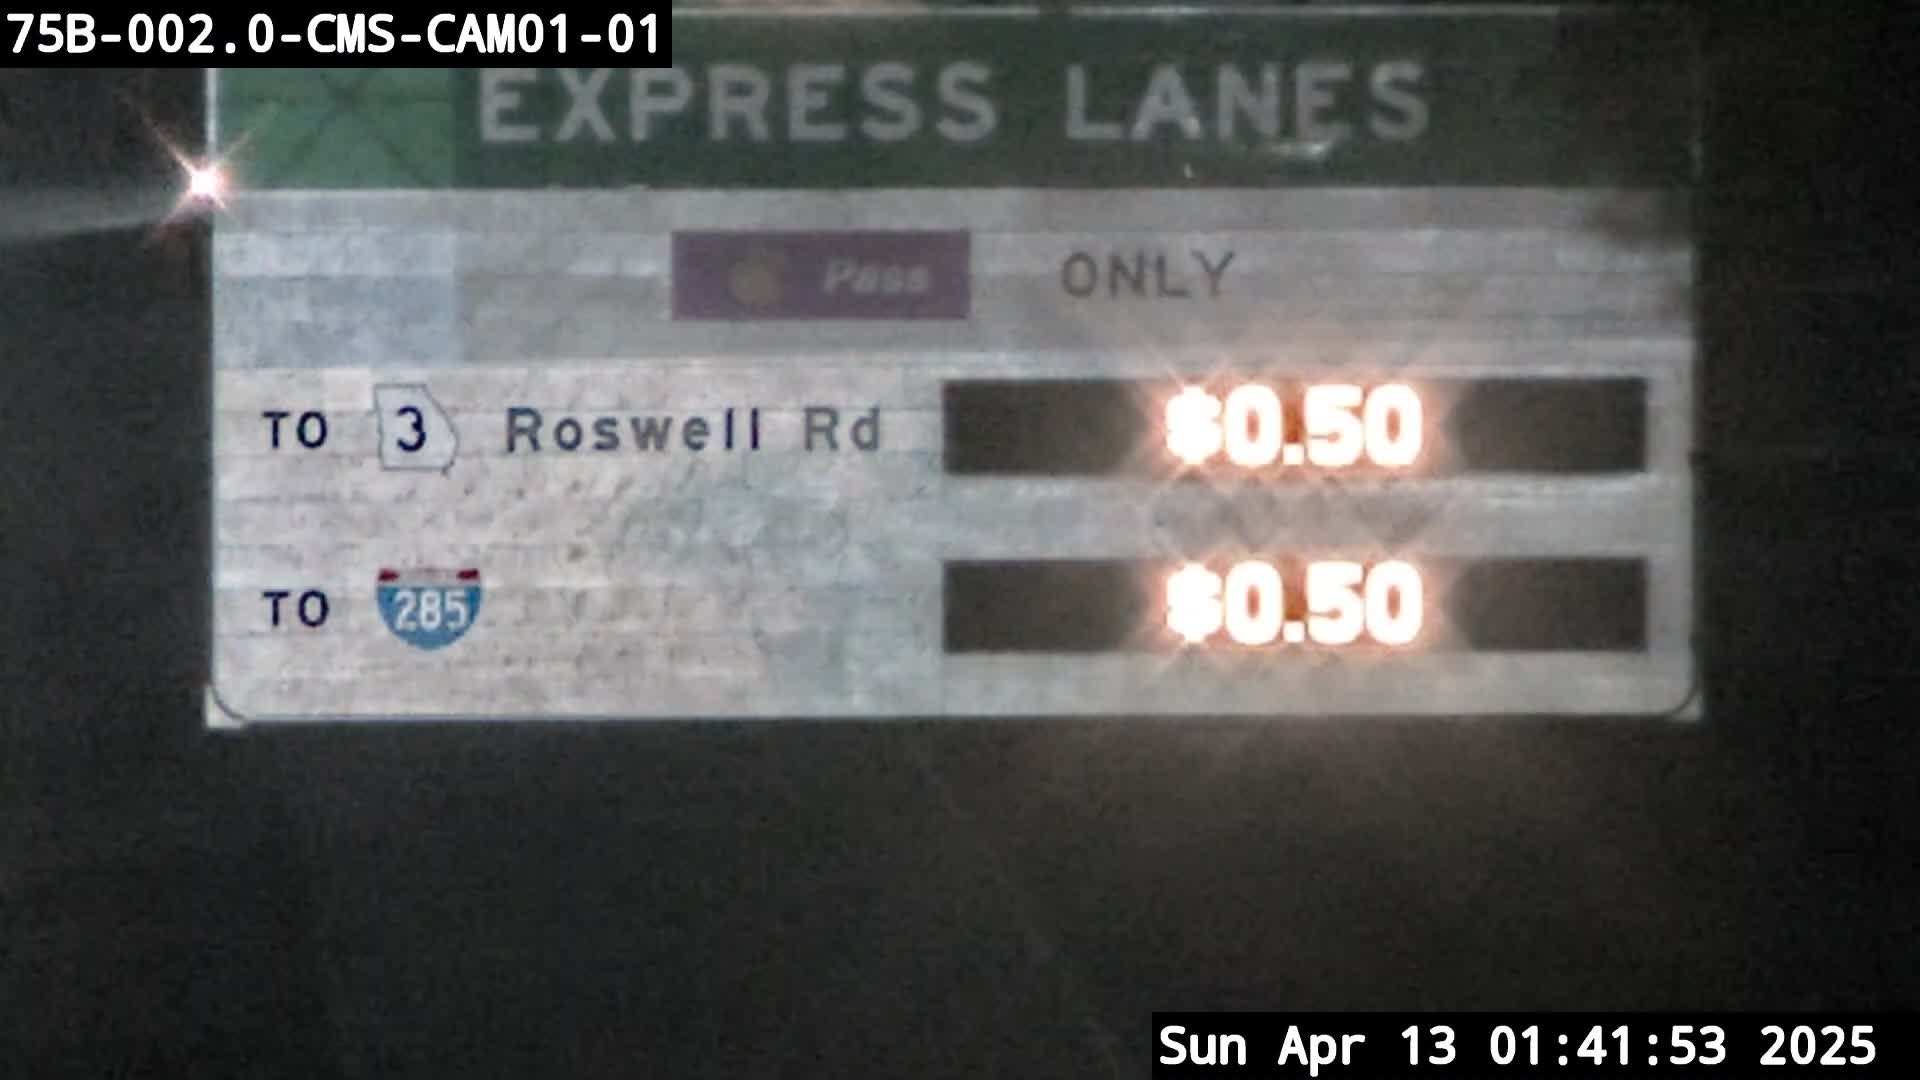 75B-002.0-CMS-CAM01-01
EXPRESS LANES
Pass ONLY
TO 3 Roswell Rd $0.50
TO 285 $0.50
Sun Apr 13 01:41:53 2025